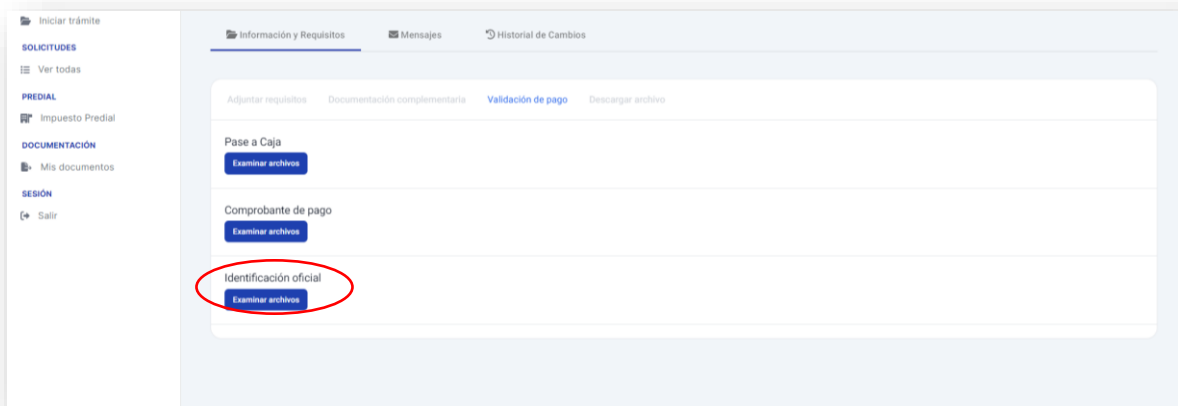 Iniciar trámite
SOLICITUDES
Ver todas
PREDIAL
Impuesto Predial
DOCUMENTACIÓN
Mis documentos
SESIÓN
Salir
Información y Requisitos Mensajes Historial de Cambios
Adjuntar requisitos Documentación complementaria Validación de pago Descargar archivo
Pase a Caja
Examinar archivos
Comprobante de pago
Examinar archivos
Identificación oficial
Examinar archivos